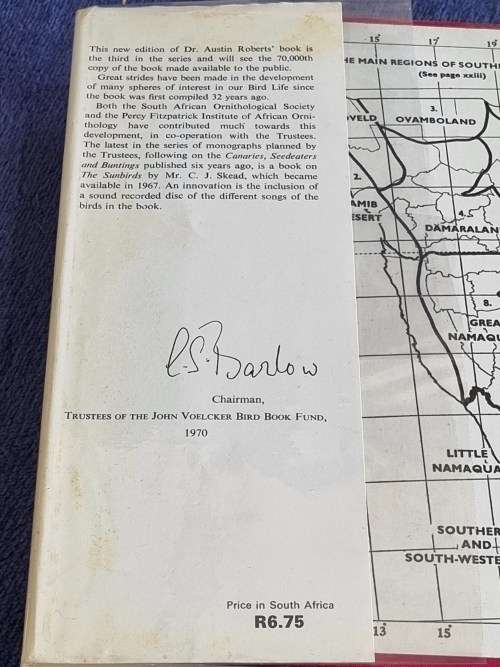 This new edition of Dr. Austin Roberts' book is
the third in the series and will see the 70,000th
copy of the book made available to the public.
Great strides have been made in the development
of many spheres of interest in our Bird Life since
the book was first compiled 32 years ago.
Both the South African Ornithological Society
and the Percy Fitzpatrick Institute of African Orni-
thology have contributed much towards this
development, in co-operation with the Trustees.
The latest in the series of monographs planned by
the Trustees, following on the Canaries, Seedeaters
and Buntings published six years ago, is a book on
The Sunbirds by Mr. C. J. Skead, which became
available in 1967. An innovation is the inclusion of
a sound recorded disc of the different songs of the
birds in the book.
C.S. Barlow
Chairman,
TRUSTEES OF THE JOHN VOELCKER BIRD BOOK FUND,
1970
Price in South Africa
R6.75
15° 17° 19
HE MAIN REGIONS OF SOUTH
(See page xxiii)
VELD
3.
OVAMBOLAND
2.
AMIB
ESERT
4.
DAMARALAN
8.
GREA
NAMAQU
LITTLE
NAMAQUA
SOUTHER
AND
SOUTH-WESTE
13° 15°